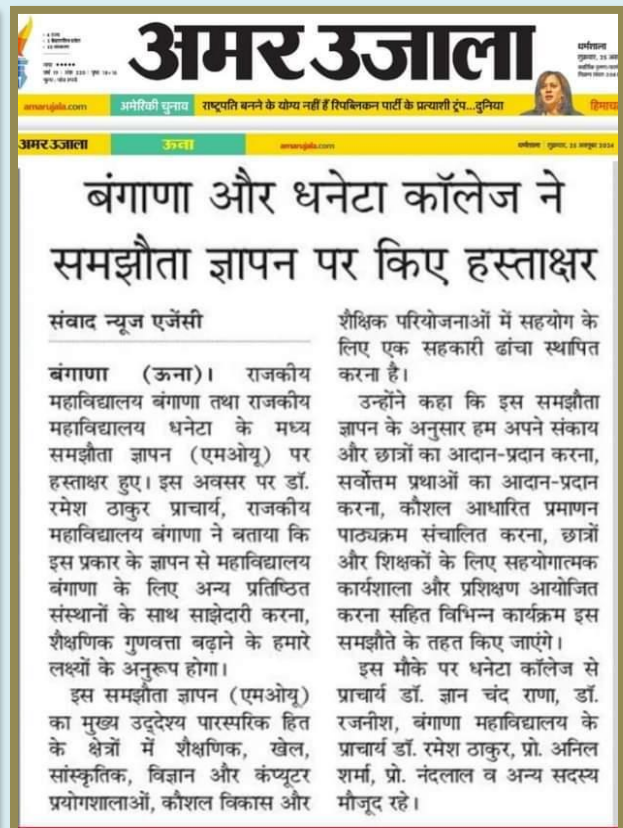 अमर उजाला
धर्मशाला
amarujala.com
अमेरिकी चुनाव
राष्ट्रपति बनने के योग्य नहीं हैं रिपब्लिकन पार्टी के प्रत्याशी ट्रंप...दुनिया
अमर उजाला
ऊना
amarujala.com
धर्मशाला | शुक्रवार, 25 अक्तूबर 2024
बंगाणा और धनेटा कॉलेज ने
समझौता ज्ञापन पर किए हस्ताक्षर
संवाद न्यूज एजेंसी
बंगाणा (ऊना)। राजकीय
महाविद्यालय बंगाणा तथा राजकीय
महाविद्यालय धनेटा के मध्य
समझौता ज्ञापन (एमओयू) पर
हस्ताक्षर हुए। इस अवसर पर डॉ.
रमेश ठाकुर प्राचार्य, राजकीय
महाविद्यालय बंगाणा ने बताया कि
इस प्रकार के ज्ञापन से महाविद्यालय
बंगाणा के लिए अन्य प्रतिष्ठित
संस्थानों के साथ साझेदारी करना,
शैक्षणिक गुणवत्ता बढ़ाने के हमारे
लक्ष्यों के अनुरूप होगा।
इस समझौता ज्ञापन (एमओयू)
का मुख्य उद्देश्य पारस्परिक हित
के क्षेत्रों में शैक्षणिक, खेल,
सांस्कृतिक, विज्ञान और कंप्यूटर
प्रयोगशालाओं, कौशल विकास और
शैक्षिक परियोजनाओं में सहयोग के
लिए एक सहकारी ढांचा स्थापित
करना है।
उन्होंने कहा कि इस समझौता
ज्ञापन के अनुसार हम अपने संकाय
और छात्रों का आदान-प्रदान करना,
सर्वोत्तम प्रथाओं का आदान-प्रदान
करना, कौशल आधारित प्रमाणन
पाठ्यक्रम संचालित करना, छात्रों
और शिक्षकों के लिए सहयोगात्मक
कार्यशाला और प्रशिक्षण आयोजित
करना सहित विभिन्न कार्यक्रम इस
समझौते के तहत किए जाएंगे।
इस मौके पर धनेटा कॉलेज से
प्राचार्य डॉ. ज्ञान चंद राणा, डॉ.
रजनीश, बंगाणा महाविद्यालय के
प्राचार्य डॉ. रमेश ठाकुर, प्रो. अनिल
शर्मा, प्रो. नंदलाल व अन्य सदस्य
मौजूद रहे।